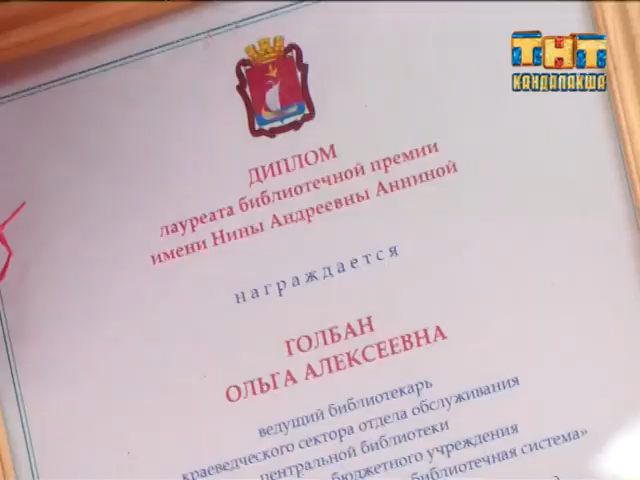 ТНТ
КАНДАЛАКША
ДИПЛОМ
лауреата библиотечной премии
имени Нины Андреевны Анниной
награждается
ГОЛБАН
ОЛЬГА АЛЕКСЕЕВНА
ведущий библиотекарь
краеведческого сектора отдела обслуживания
центральной библиотеки
бюджетного учреждения
библиотечная система»